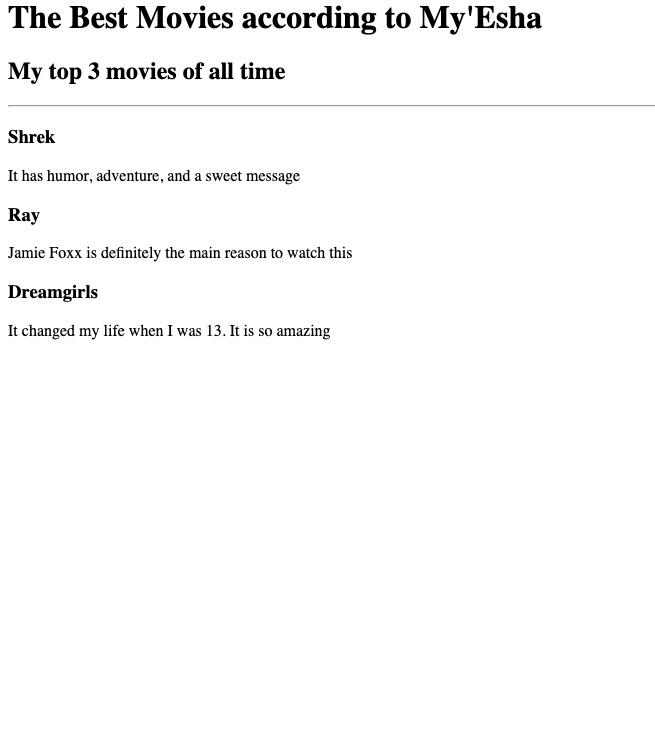 The Best Movies according to My'Esha
My top 3 movies of all time
Shrek
It has humor, adventure, and a sweet message
Ray
Jamie Foxx is definitely the main reason to watch this
Dreamgirls
It changed my life when I was 13. It is so amazing